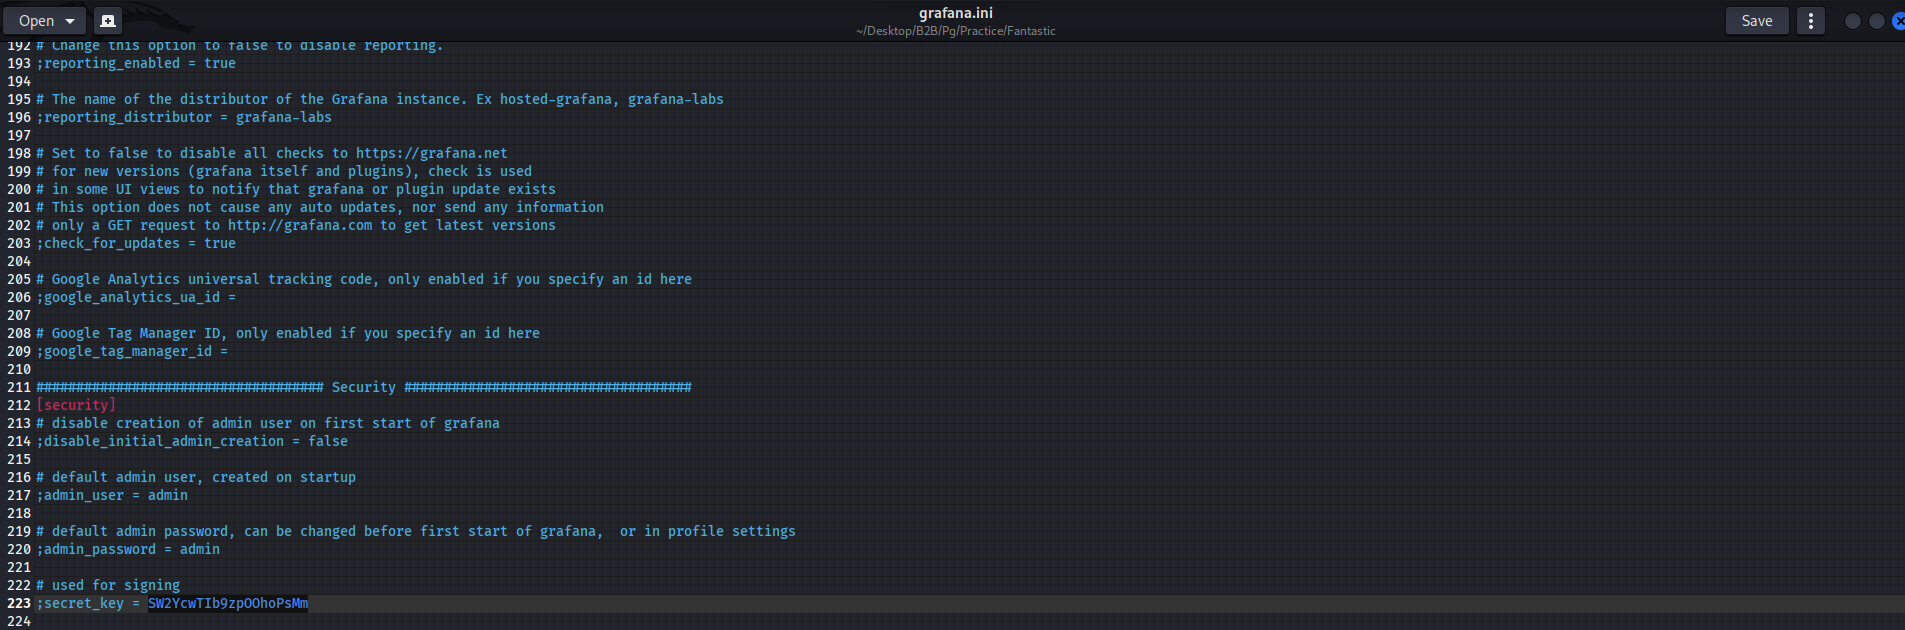 Open
grafana.ini
~/Desktop/B2B/Pg/Practice/Fantastic
Save
192 # Change this option to false to disable reporting.
193 ;reporting_enabled = true
194
195 # The name of the distributor of the Grafana instance. Ex hosted-grafana, grafana-labs
196 ;reporting_distributor = grafana-labs
197
198 # Set to false to disable all checks to https://grafana.net
199 # for new versions (grafana itself and plugins), check is used
200 # in some UI views to notify that grafana or plugin update exists
201 # This option does not cause any auto updates, nor send any information
202 # only a GET request to http://grafana.com to get latest versions
203 ;check_for_updates = true
204
205 # Google Analytics universal tracking code, only enabled if you specify an id here
206 ;google_analytics_ua_id =
207
208 # Google Tag Manager ID, only enabled if you specify an id here
209 ;google_tag_manager_id =
210
211 #################################### Security ####################################
212 [security]
213 # disable creation of admin user on first start of grafana
214 ;disable_initial_admin_creation = false
215
216 # default admin user, created on startup
217 ;admin_user = admin
218
219 # default admin password, can be changed before first start of grafana,  or in profile settings
220 ;admin_password = admin
221
222 # used for signing
223 ;secret_key = SW2YcwTIb9zpOOhoPsMm
224